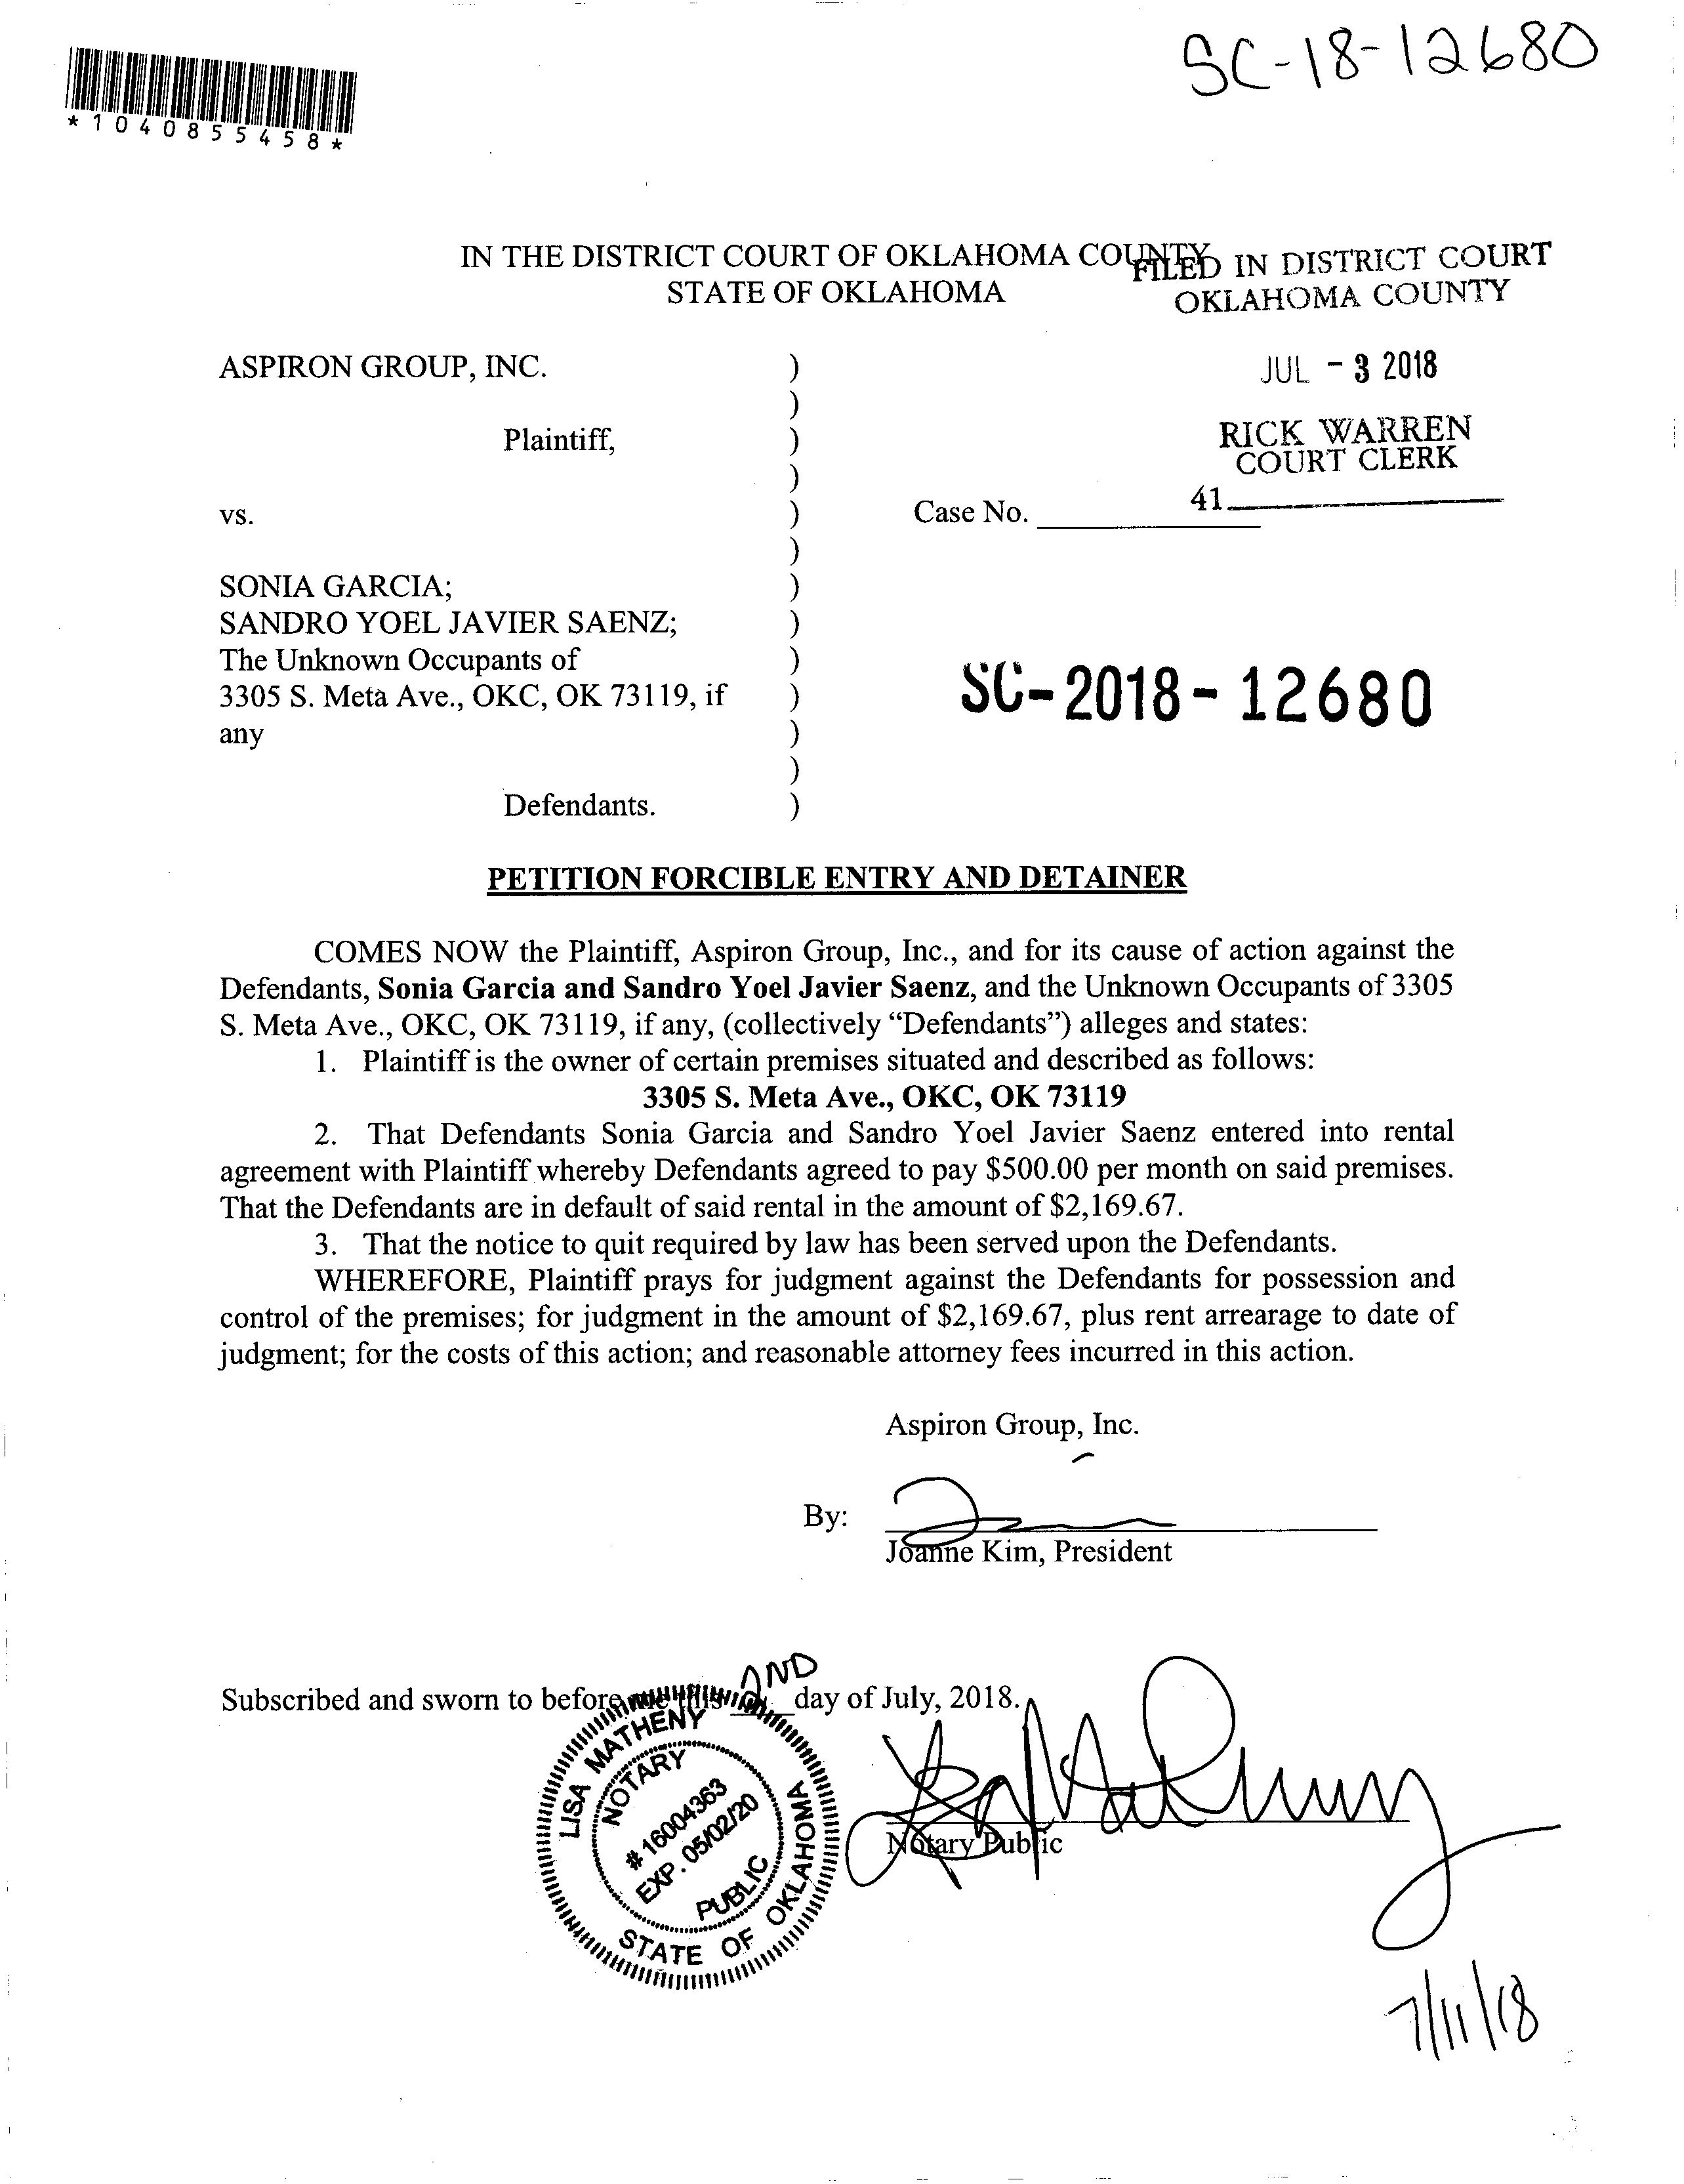 SC-18-12680
*1040855458*
IN THE DISTRICT COURT OF OKLAHOMA COUNTY
STATE OF OKLAHOMA
FILED IN DISTRICT COURT
OKLAHOMA COUNTY
JUL - 3 2018
RICK WARREN
COURT CLERK
41
ASPIRON GROUP, INC. )
)
Plaintiff, )
)
vs. ) Case No.
)
SONIA GARCIA; )
SANDRO YOEL JAVIER SAENZ; )
The Unknown Occupants of )
3305 S. Meta Ave., OKC, OK 73119, if )
any )
)
Defendants. )
SC-2018-12680
PETITION FORCIBLE ENTRY AND DETAINER
COMES NOW the Plaintiff, Aspiron Group, Inc., and for its cause of action against the
Defendants, Sonia Garcia and Sandro Yoel Javier Saenz, and the Unknown Occupants of 3305
S. Meta Ave., OKC, OK 73119, if any, (collectively “Defendants”) alleges and states:
1. Plaintiff is the owner of certain premises situated and described as follows:
3305 S. Meta Ave., OKC, OK 73119
2. That Defendants Sonia Garcia and Sandro Yoel Javier Saenz entered into rental
agreement with Plaintiff whereby Defendants agreed to pay $500.00 per month on said premises.
That the Defendants are in default of said rental in the amount of $2,169.67.
3. That the notice to quit required by law has been served upon the Defendants.
WHEREFORE, Plaintiff prays for judgment against the Defendants for possession and
control of the premises; for judgment in the amount of $2,169.67, plus rent arrearage to date of
judgment; for the costs of this action; and reasonable attorney fees incurred in this action.
Aspiron Group, Inc.
By:
Joanne Kim, President
Subscribed and sworn to before me this 2ND day of July, 2018.
LISA MATHENY
NOTARY
# 16004363
EXP. 05/02/20
PUBLIC
STATE OF OKLAHOMA
Notary Public
7/11/18